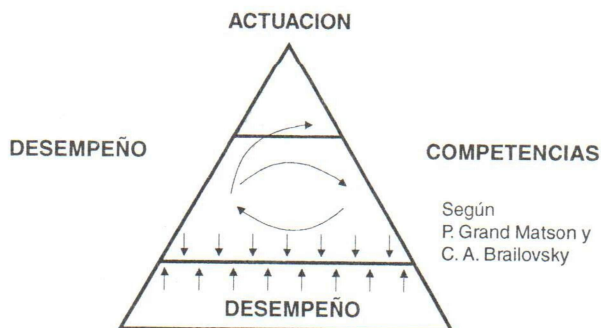 ACTUACION
DESEMPEÑO
COMPETENCIAS
Según
P. Grand Matson y
C. A. Brailovsky
DESEMPEÑO